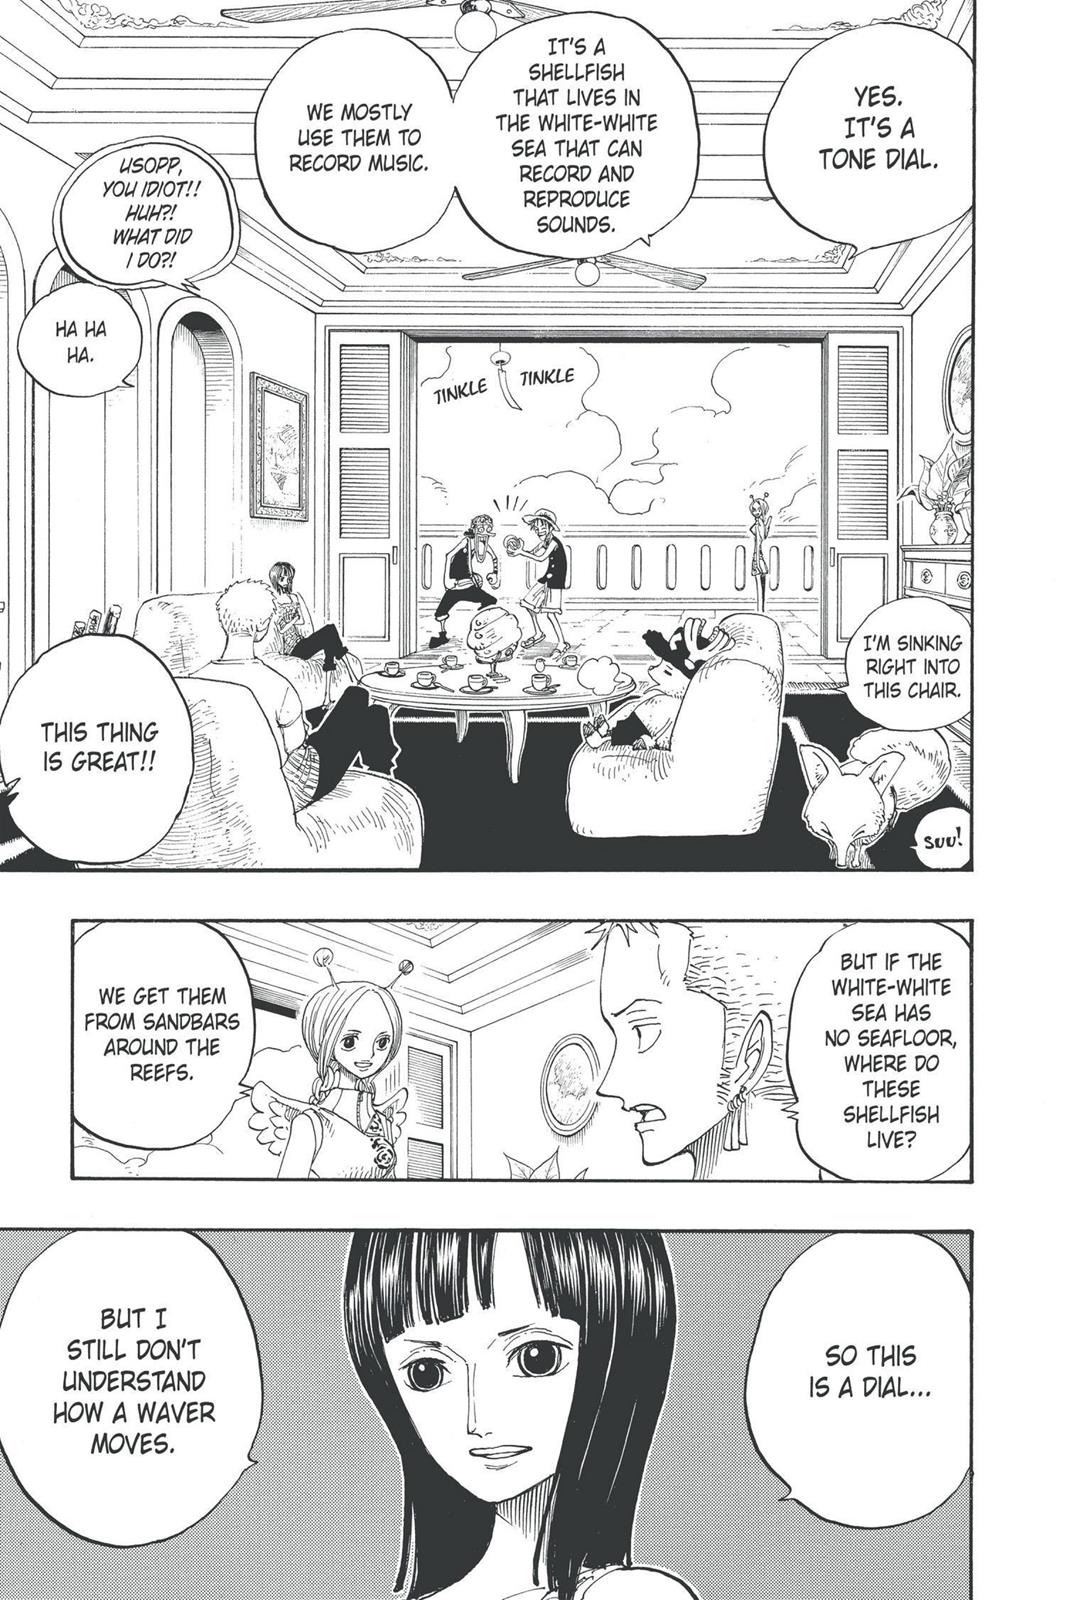 YES.
IT'S A
TONE DIAL.
IT'S A
SHELLFISH
THAT LIVES IN
THE WHITE-WHITE
SEA THAT CAN
RECORD AND
REPRODUCE
SOUNDS.
WE MOSTLY
USE THEM TO
RECORD MUSIC.
USOPP,
YOU IDIOT!!
HUH?!
WHAT DID
I DO?!
HA HA
HA.
TINKLE
TINKLE
I'M SINKING
RIGHT INTO
THIS CHAIR.
THIS THING
IS GREAT!!
SUU!
BUT IF THE
WHITE-WHITE
SEA HAS
NO SEAFLOOR,
WHERE DO
THESE
SHELLFISH
LIVE?
WE GET THEM
FROM SANDBARS
AROUND THE
REEFS.
SO THIS
IS A DIAL...
BUT I
STILL DON'T
UNDERSTAND
HOW A WAVER
MOVES.